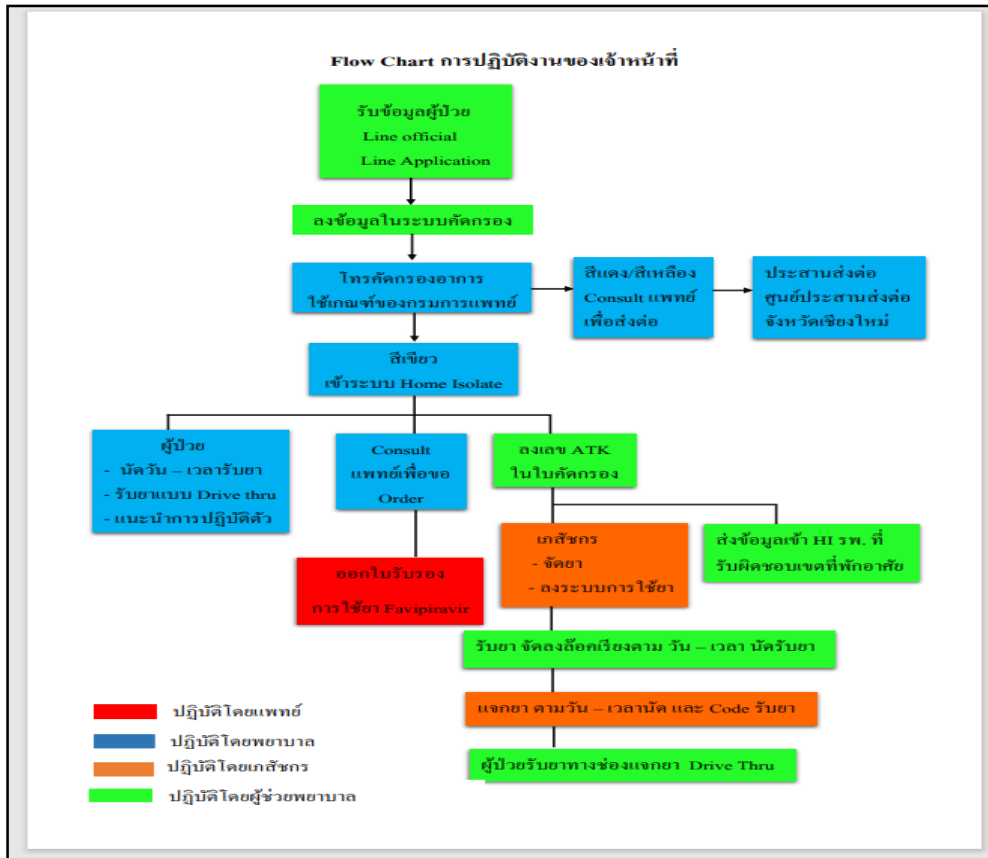 Flow Chart การปฏิบัติงานของเจ้าหน้าที่
รับข้อมูลผู้ป่วย
Line official
Line Application
ลงข้อมูลในระบบคัดกรอง
โทรคัดกรองอาการ
ใช้เกณฑ์ของกรมการแพทย์
สีแดง/สีเหลือง
Consult แพทย์
เพื่อส่งต่อ
ประสานส่งต่อ
ศูนย์ประสานส่งต่อ
จังหวัดเชียงใหม่
สีเขียว
เข้าระบบ Home Isolate
ผู้ป่วย
- นัดวัน – เวลารับยา
- รับยาแบบ Drive thru
- แนะนำการปฏิบัติตัว
Consult
แพทย์เพื่อขอ
Order
ลงเลข ATK
ในใบคัดกรอง
ออกใบรับรอง
การใช้ยา Favipiravir
เภสัชกร
- จัดยา
- ลงระบบการใช้ยา
ส่งข้อมูลเข้า HI รพ. ที่
รับผิดชอบเขตที่พักอาศัย
รับยา จัดลงล๊อคเรียงตาม วัน – เวลา นัดรับยา
แจกยา ตามวัน – เวลานัด และ Code รับยา
ผู้ป่วยรับยาทางช่องแจกยา Drive Thru
ปฏิบัติโดยแพทย์
ปฏิบัติโดยพยาบาล
ปฏิบัติโดยเภสัชกร
ปฏิบัติโดยผู้ช่วยพยาบาล